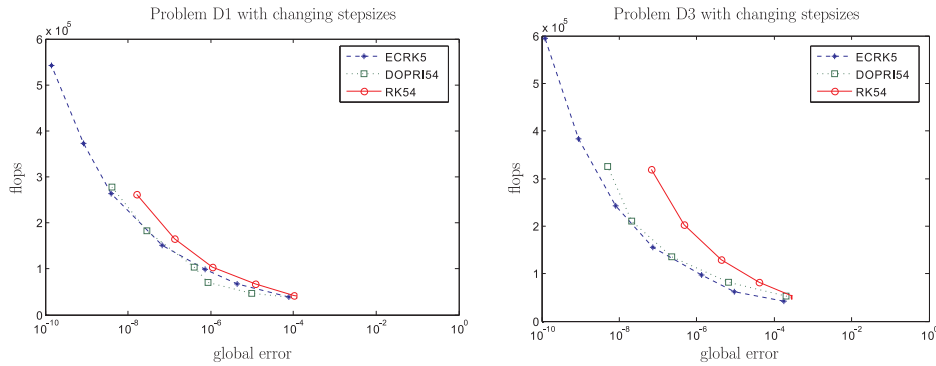 Problem D1 with changing stepsizes
x 10^5
6
5
4
3
2
1
0
flops
ECRK5
DOPRI54
RK54
10^-10
10^-8
10^-6
10^-4
10^-2
10^0
global error
Problem D3 with changing stepsizes
x 10^5
6
5
4
3
2
1
0
flops
ECRK5
DOPRI54
RK54
10^-10
10^-8
10^-6
10^-4
10^-2
10^0
global error